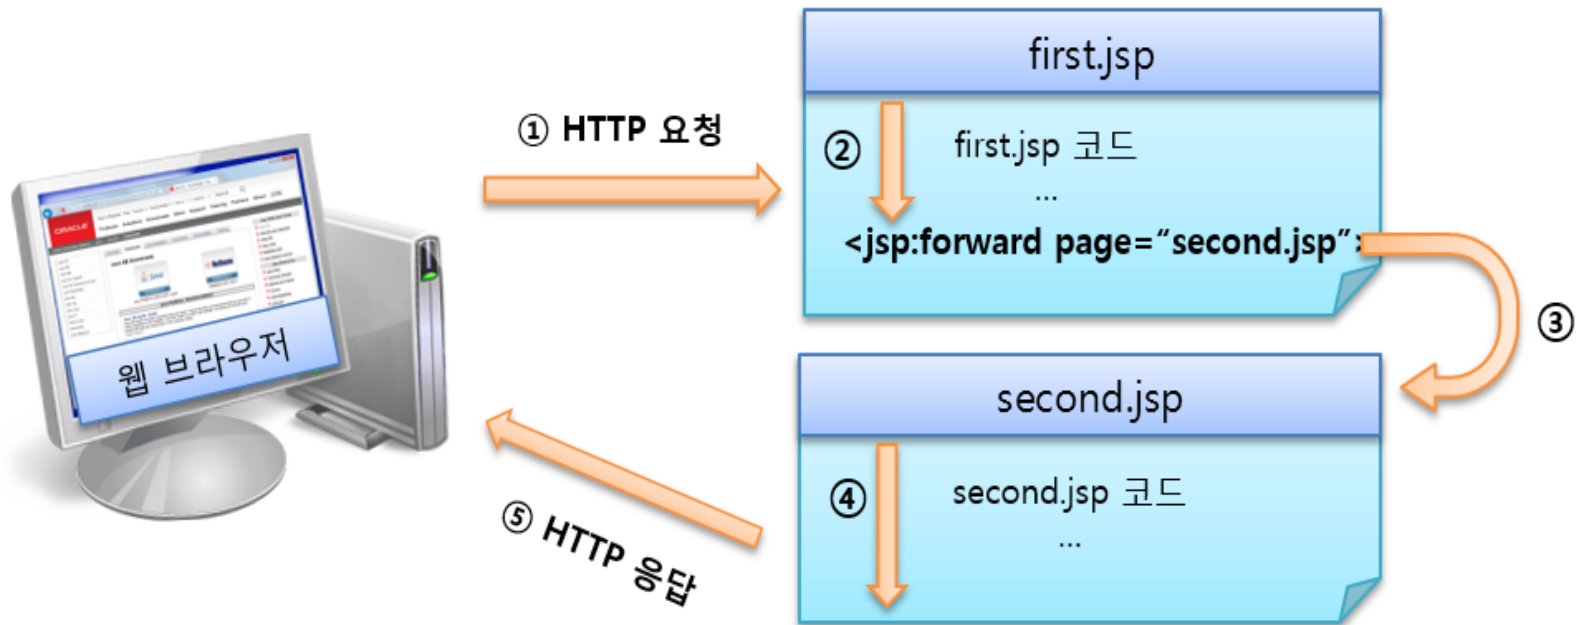 first.jsp
① HTTP 요청
② first.jsp 코드
...
<jsp:forward page=“second.jsp”>
③
ORACLE
웹 브라우저
second.jsp
④ second.jsp 코드
...
⑤ HTTP 응답